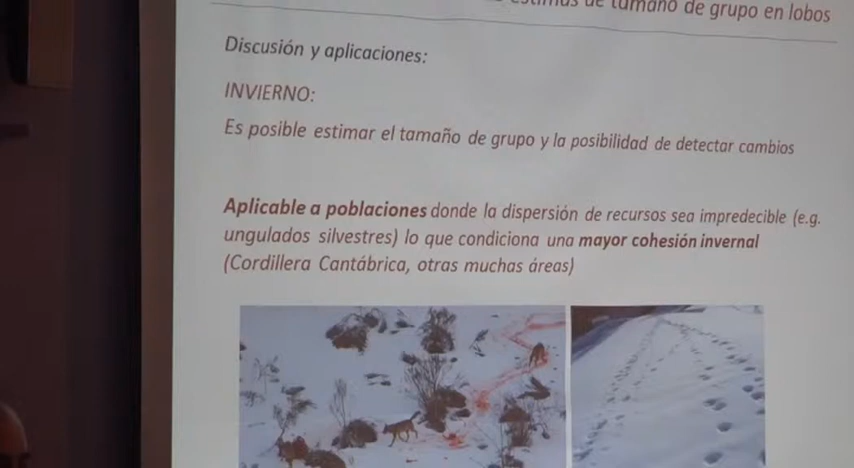 de tamaño de grupo en lobos
Discusión y aplicaciones:
INVIERNO:
Es posible estimar el tamaño de grupo y la posibilidad de detectar cambios
Aplicable a poblaciones donde la dispersión de recursos sea impredecible (e.g.
ungulados silvestres) lo que condiciona una mayor cohesión invernal
(Cordillera Cantábrica, otras muchas áreas)